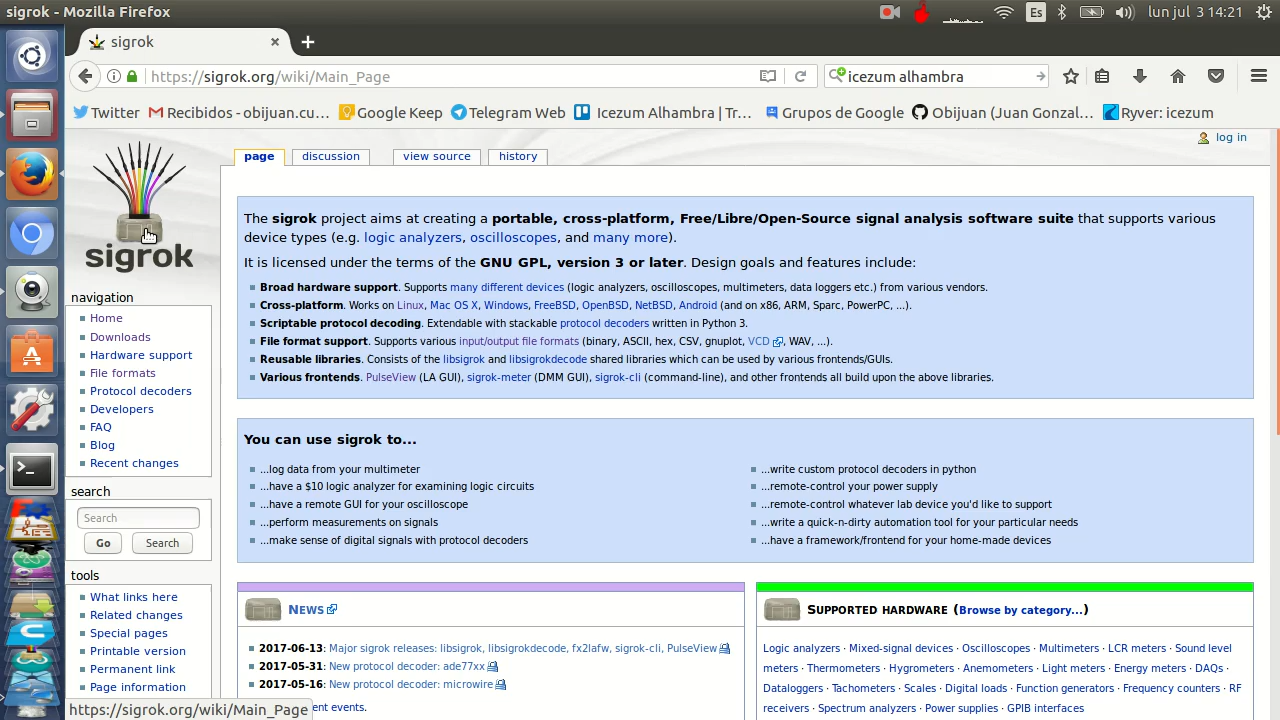 sigrok - Mozilla Firefox
Es
lun jul 3 14:21
sigrok
https://sigrok.org/wiki/Main_Page
icezum alhambra
Twitter
Recibidos - obijuan.cu...
Google Keep
Telegram Web
Icezum Alhambra | Tr...
Grupos de Google
Obijuan (Juan Gonzal...
Ryver: icezum
log in
page
discussion
view source
history
sigrok
The sigrok project aims at creating a portable, cross-platform, Free/Libre/Open-Source signal analysis software suite that supports various
device types (e.g. logic analyzers, oscilloscopes, and many more).
It is licensed under the terms of the GNU GPL, version 3 or later. Design goals and features include:
Broad hardware support. Supports many different devices (logic analyzers, oscilloscopes, multimeters, data loggers etc.) from various vendors.
Cross-platform. Works on Linux, Mac OS X, Windows, FreeBSD, OpenBSD, NetBSD, Android (and on x86, ARM, Sparc, PowerPC, ...).
Scriptable protocol decoding. Extendable with stackable protocol decoders written in Python 3.
File format support. Supports various input/output file formats (binary, ASCII, hex, CSV, gnuplot, VCD, WAV, ...).
Reusable libraries. Consists of the libsigrok and libsigrokdecode shared libraries which can be used by various frontends/GUIs.
Various frontends. PulseView (LA GUI), sigrok-meter (DMM GUI), sigrok-cli (command-line), and other frontends all build upon the above libraries.
navigation
Home
Downloads
Hardware support
File formats
Protocol decoders
Developers
FAQ
Blog
Recent changes
search
Search
Go
Search
tools
What links here
Related changes
Special pages
Printable version
Permanent link
Page information
You can use sigrok to...
...log data from your multimeter
...have a $10 logic analyzer for examining logic circuits
...have a remote GUI for your oscilloscope
...perform measurements on signals
...make sense of digital signals with protocol decoders
...write custom protocol decoders in python
...remote-control your power supply
...remote-control whatever lab device you'd like to support
...write a quick-n-dirty automation tool for your particular needs
...have a framework/frontend for your home-made devices
NEWS
2017-06-13: Major sigrok releases: libsigrok, libsigrokdecode, fx2lafw, sigrok-cli, PulseView
2017-05-31: New protocol decoder: ade77xx
2017-05-16: New protocol decoder: microwire
ent events.
SUPPORTED HARDWARE (Browse by category...)
Logic analyzers · Mixed-signal devices · Oscilloscopes · Multimeters · LCR meters · Sound level
meters · Thermometers · Hygrometers · Anemometers · Light meters · Energy meters · DAQs ·
Dataloggers · Tachometers · Scales · Digital loads · Function generators · Frequency counters · RF
receivers · Spectrum analyzers · Power supplies · GPIB interfaces
https://sigrok.org/wiki/Main_Page